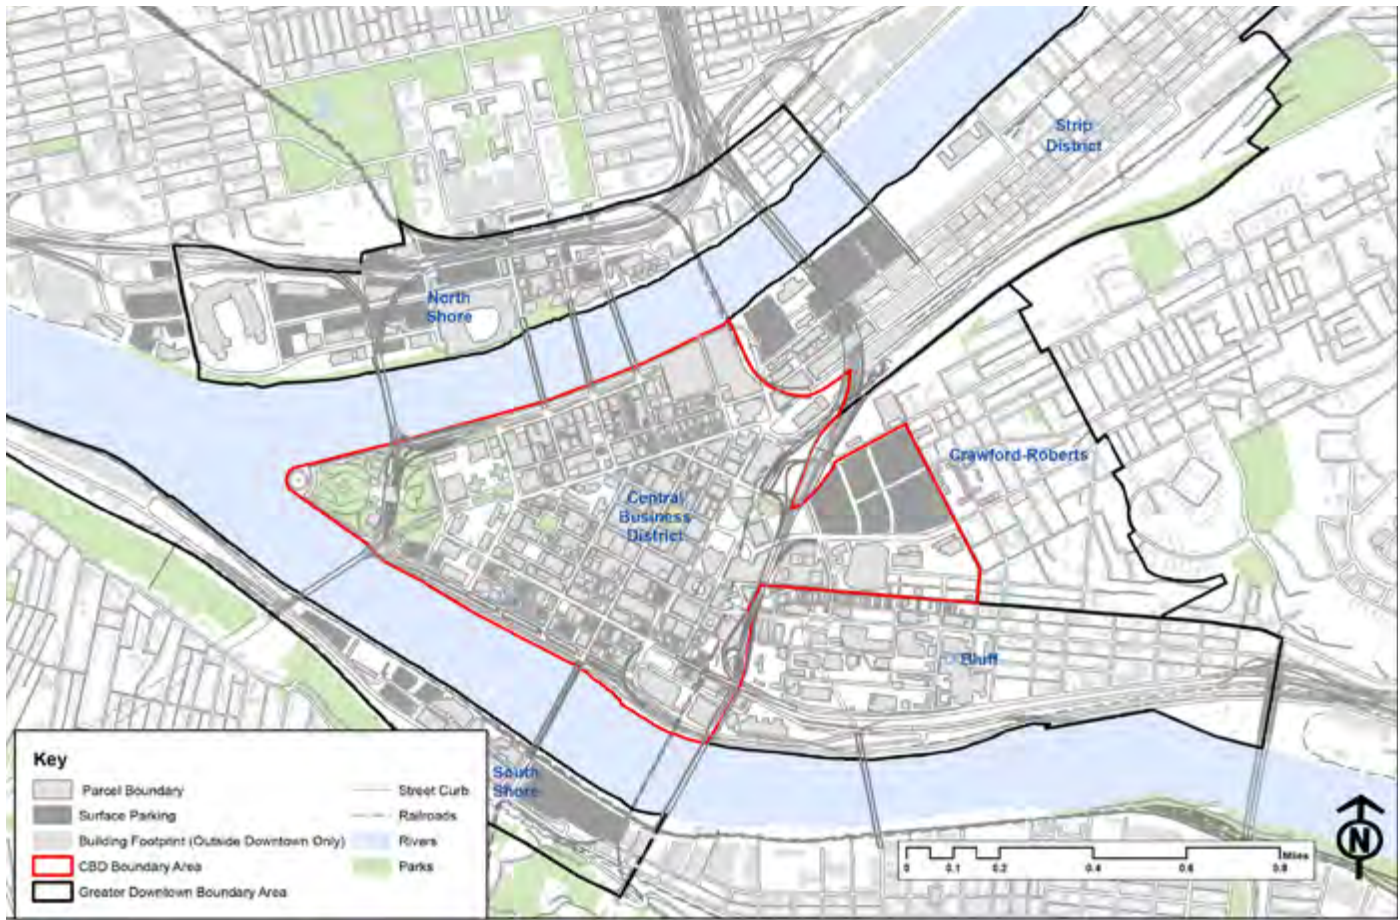 Strip
District
North
Shore
Crawford-Roberts
Central
Business
District
Bluff
South
Shore
Key
Parcel Boundary
Surface Parking
Building Footprint (Outside Downtown Only)
CBD Boundary Area
Greater Downtown Boundary Area
Street Curb
Railroads
Rivers
Parks
0 0.1 0.2 0.4 0.6 0.8 Miles
N